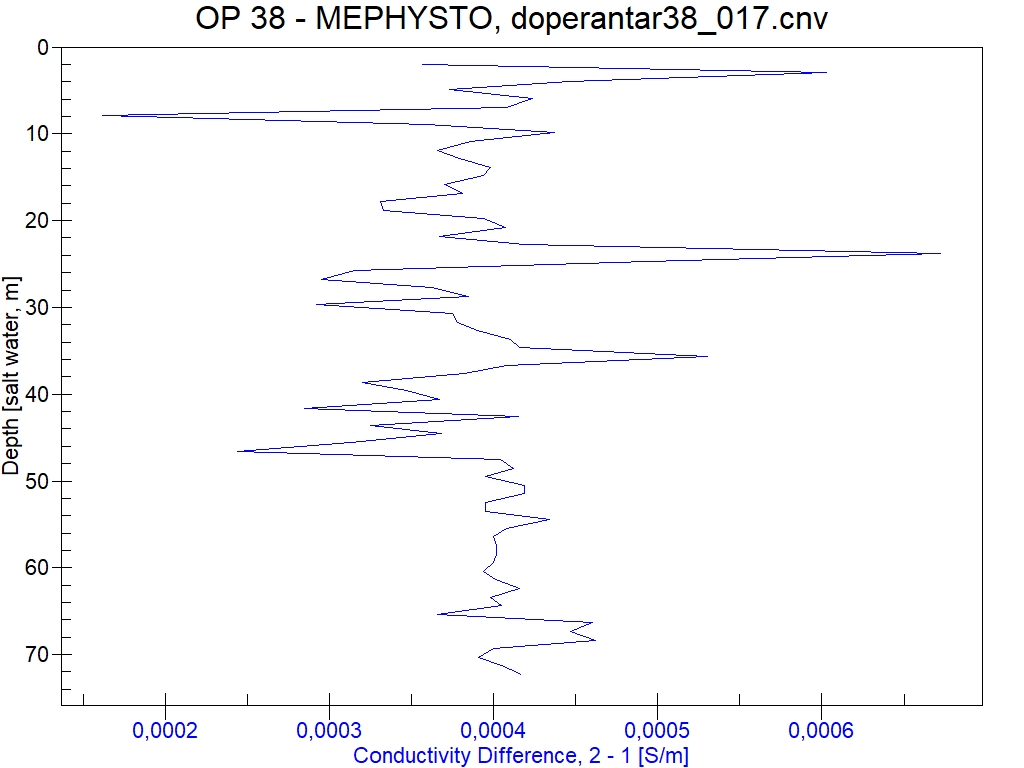 OP 38 - MEPHYSTO, doperantar38_017.cnv
0
10
20
30
40
50
60
70
Depth [salt water, m]
0,0002 0,0003 0,0004 0,0005 0,0006
Conductivity Difference, 2 - 1 [S/m]